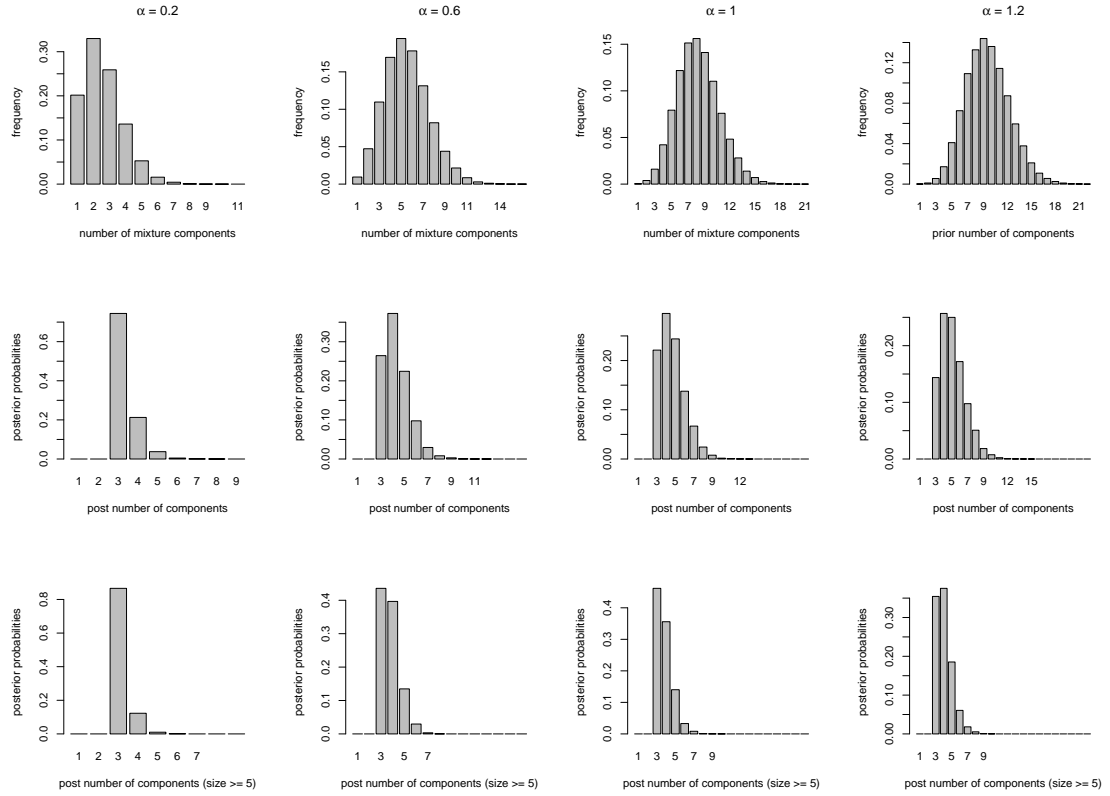 α = 0.2
α = 0.6
α = 1
α = 1.2
frequency
0.00 0.10 0.20 0.30
1 2 3 4 5 6 7 8 9 11
number of mixture components
frequency
0.00 0.05 0.10 0.15
1 3 5 7 9 11 14
number of mixture components
frequency
0.00 0.05 0.10 0.15
1 3 5 7 9 12 15 18 21
number of mixture components
frequency
0.00 0.04 0.08 0.12
1 3 5 7 9 12 15 18 21
prior number of components
posterior probabilities
0.0 0.2 0.4 0.6
1 2 3 4 5 6 7 8 9
post number of components
posterior probabilities
0.00 0.10 0.20 0.30
1 3 5 7 9 11
post number of components
posterior probabilities
0.00 0.10 0.20
1 3 5 7 9 12
post number of components
posterior probabilities
0.00 0.10 0.20
1 3 5 7 9 12 15
post number of components
posterior probabilities
0.0 0.2 0.4 0.6 0.8
1 2 3 4 5 6 7
post number of components (size >= 5)
posterior probabilities
0.0 0.1 0.2 0.3 0.4
1 3 5 7
post number of components (size >= 5)
posterior probabilities
0.0 0.1 0.2 0.3 0.4
1 3 5 7 9
post number of components (size >= 5)
posterior probabilities
0.00 0.10 0.20 0.30
1 3 5 7 9
post number of components (size >= 5)